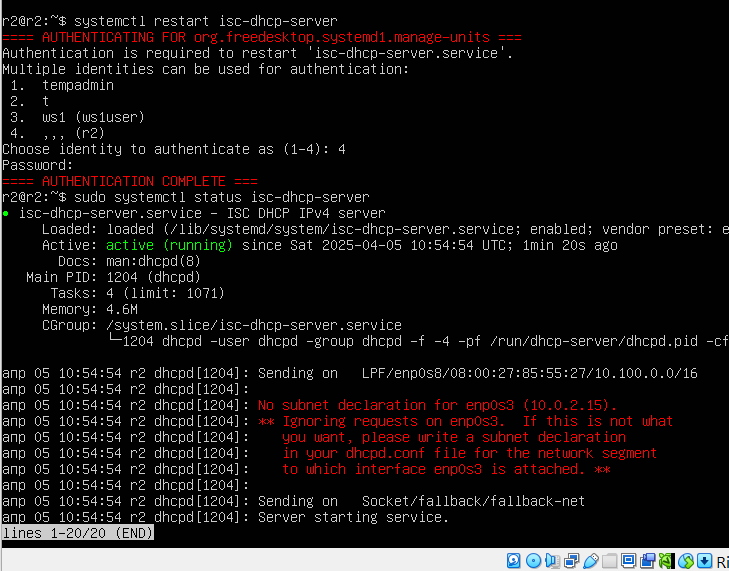 r2@r2:~$ systemctl restart isc-dhcp-server
==== AUTHENTICATING FOR org.freedesktop.systemd1.manage-units ===
Authentication is required to restart 'isc-dhcp-server.service'.
Multiple identities can be used for authentication:
 1.  tempadmin
 2.  t
 3.  ws1 (ws1user)
 4.  ,,, (r2)
Choose identity to authenticate as (1-4): 4
Password:
==== AUTHENTICATION COMPLETE ===
r2@r2:~$ sudo systemctl status isc-dhcp-server
● isc-dhcp-server.service - ISC DHCP IPv4 server
     Loaded: loaded (/lib/systemd/system/isc-dhcp-server.service; enabled; vendor preset: e
     Active: active (running) since Sat 2025-04-05 10:54:54 UTC; 1min 20s ago
       Docs: man:dhcpd(8)
   Main PID: 1204 (dhcpd)
      Tasks: 4 (limit: 1071)
     Memory: 4.6M
     CGroup: /system.slice/isc-dhcp-server.service
             └─1204 dhcpd -user dhcpd -group dhcpd -f -4 -pf /run/dhcp-server/dhcpd.pid -cf
апр 05 10:54:54 r2 dhcpd[1204]: Sending on   LPF/enp0s8/08:00:27:85:55:27/10.100.0.0/16
апр 05 10:54:54 r2 dhcpd[1204]:
апр 05 10:54:54 r2 dhcpd[1204]: No subnet declaration for enp0s3 (10.0.2.15).
апр 05 10:54:54 r2 dhcpd[1204]: ** Ignoring requests on enp0s3.  If this is not what
апр 05 10:54:54 r2 dhcpd[1204]:    you want, please write a subnet declaration
апр 05 10:54:54 r2 dhcpd[1204]:    in your dhcpd.conf file for the network segment
апр 05 10:54:54 r2 dhcpd[1204]:    to which interface enp0s3 is attached. **
апр 05 10:54:54 r2 dhcpd[1204]:
апр 05 10:54:54 r2 dhcpd[1204]: Sending on   Socket/fallback/fallback-net
апр 05 10:54:54 r2 dhcpd[1204]: Server starting service.
lines 1-20/20 (END)
Ri